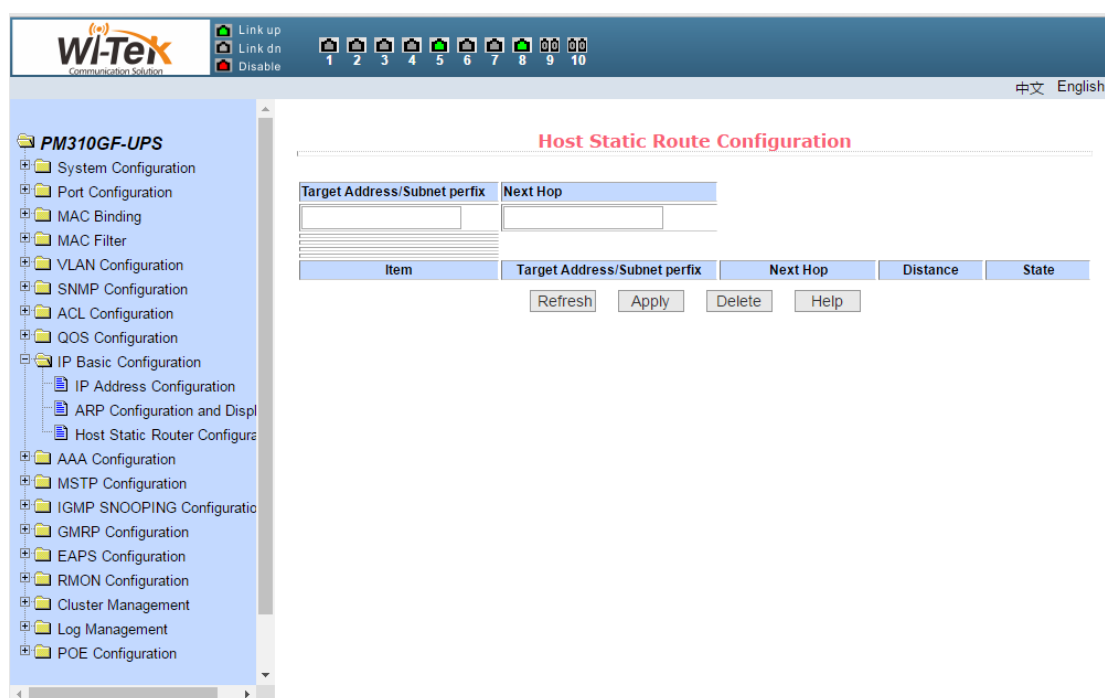 Wi-Tek
Communication Solution
Link up
Link dn
Disable
1 2 3 4 5 6 7 8 9 10
中文 English
PM310GF-UPS
System Configuration
Port Configuration
MAC Binding
MAC Filter
VLAN Configuration
SNMP Configuration
ACL Configuration
QOS Configuration
IP Basic Configuration
IP Address Configuration
ARP Configuration and Displ
Host Static Router Configura
AAA Configuration
MSTP Configuration
IGMP SNOOPING Configuratio
GMRP Configuration
EAPS Configuration
RMON Configuration
Cluster Management
Log Management
POE Configuration
Host Static Route Configuration
Target Address/Subnet perfix Next Hop
Item Target Address/Subnet perfix Next Hop Distance State
Refresh Apply Delete Help